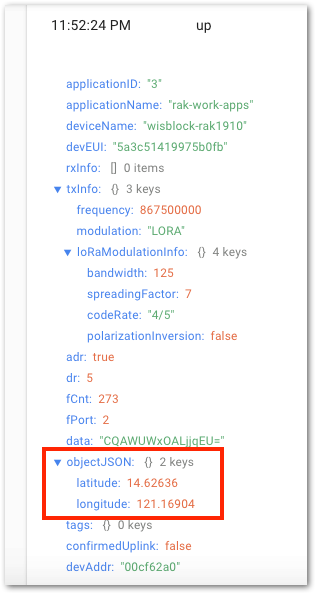 11:52:24 PM up
applicationID: "3"
applicationName: "rak-work-apps"
deviceName: "wisblock-rak1910"
devEUI: "5a3c51419975b0fb"
rxInfo: [] 0 items
▼ txInfo: {} 3 keys
frequency: 867500000
modulation: "LORA"
▼ loRaModulationInfo: {} 4 keys
bandwidth: 125
spreadingFactor: 7
codeRate: "4/5"
polarizationInversion: false
adr: true
dr: 5
fCnt: 273
fPort: 2
data: "CQAWUWxOALjjqEU="
▼ objectJSON: {} 2 keys
latitude: 14.62636
longitude: 121.16904
tags: {} 0 keys
confirmedUplink: false
devAddr: "00cf62a0"